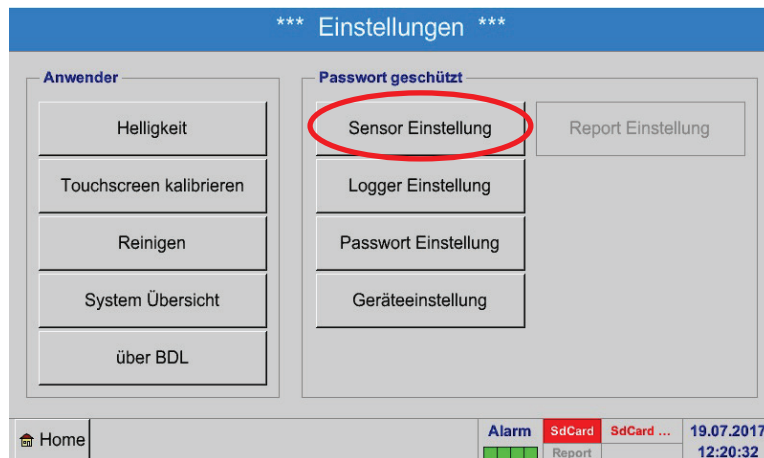 *** Einstellungen ***
Anwender
Helligkeit
Touchscreen kalibrieren
Reinigen
System Übersicht
über BDL
Passwort geschützt
Sensor Einstellung
Report Einstellung
Logger Einstellung
Passwort Einstellung
Geräteeinstellung
Home
Alarm
SdCard
SdCard ...
Report
19.07.2017
12:20:32